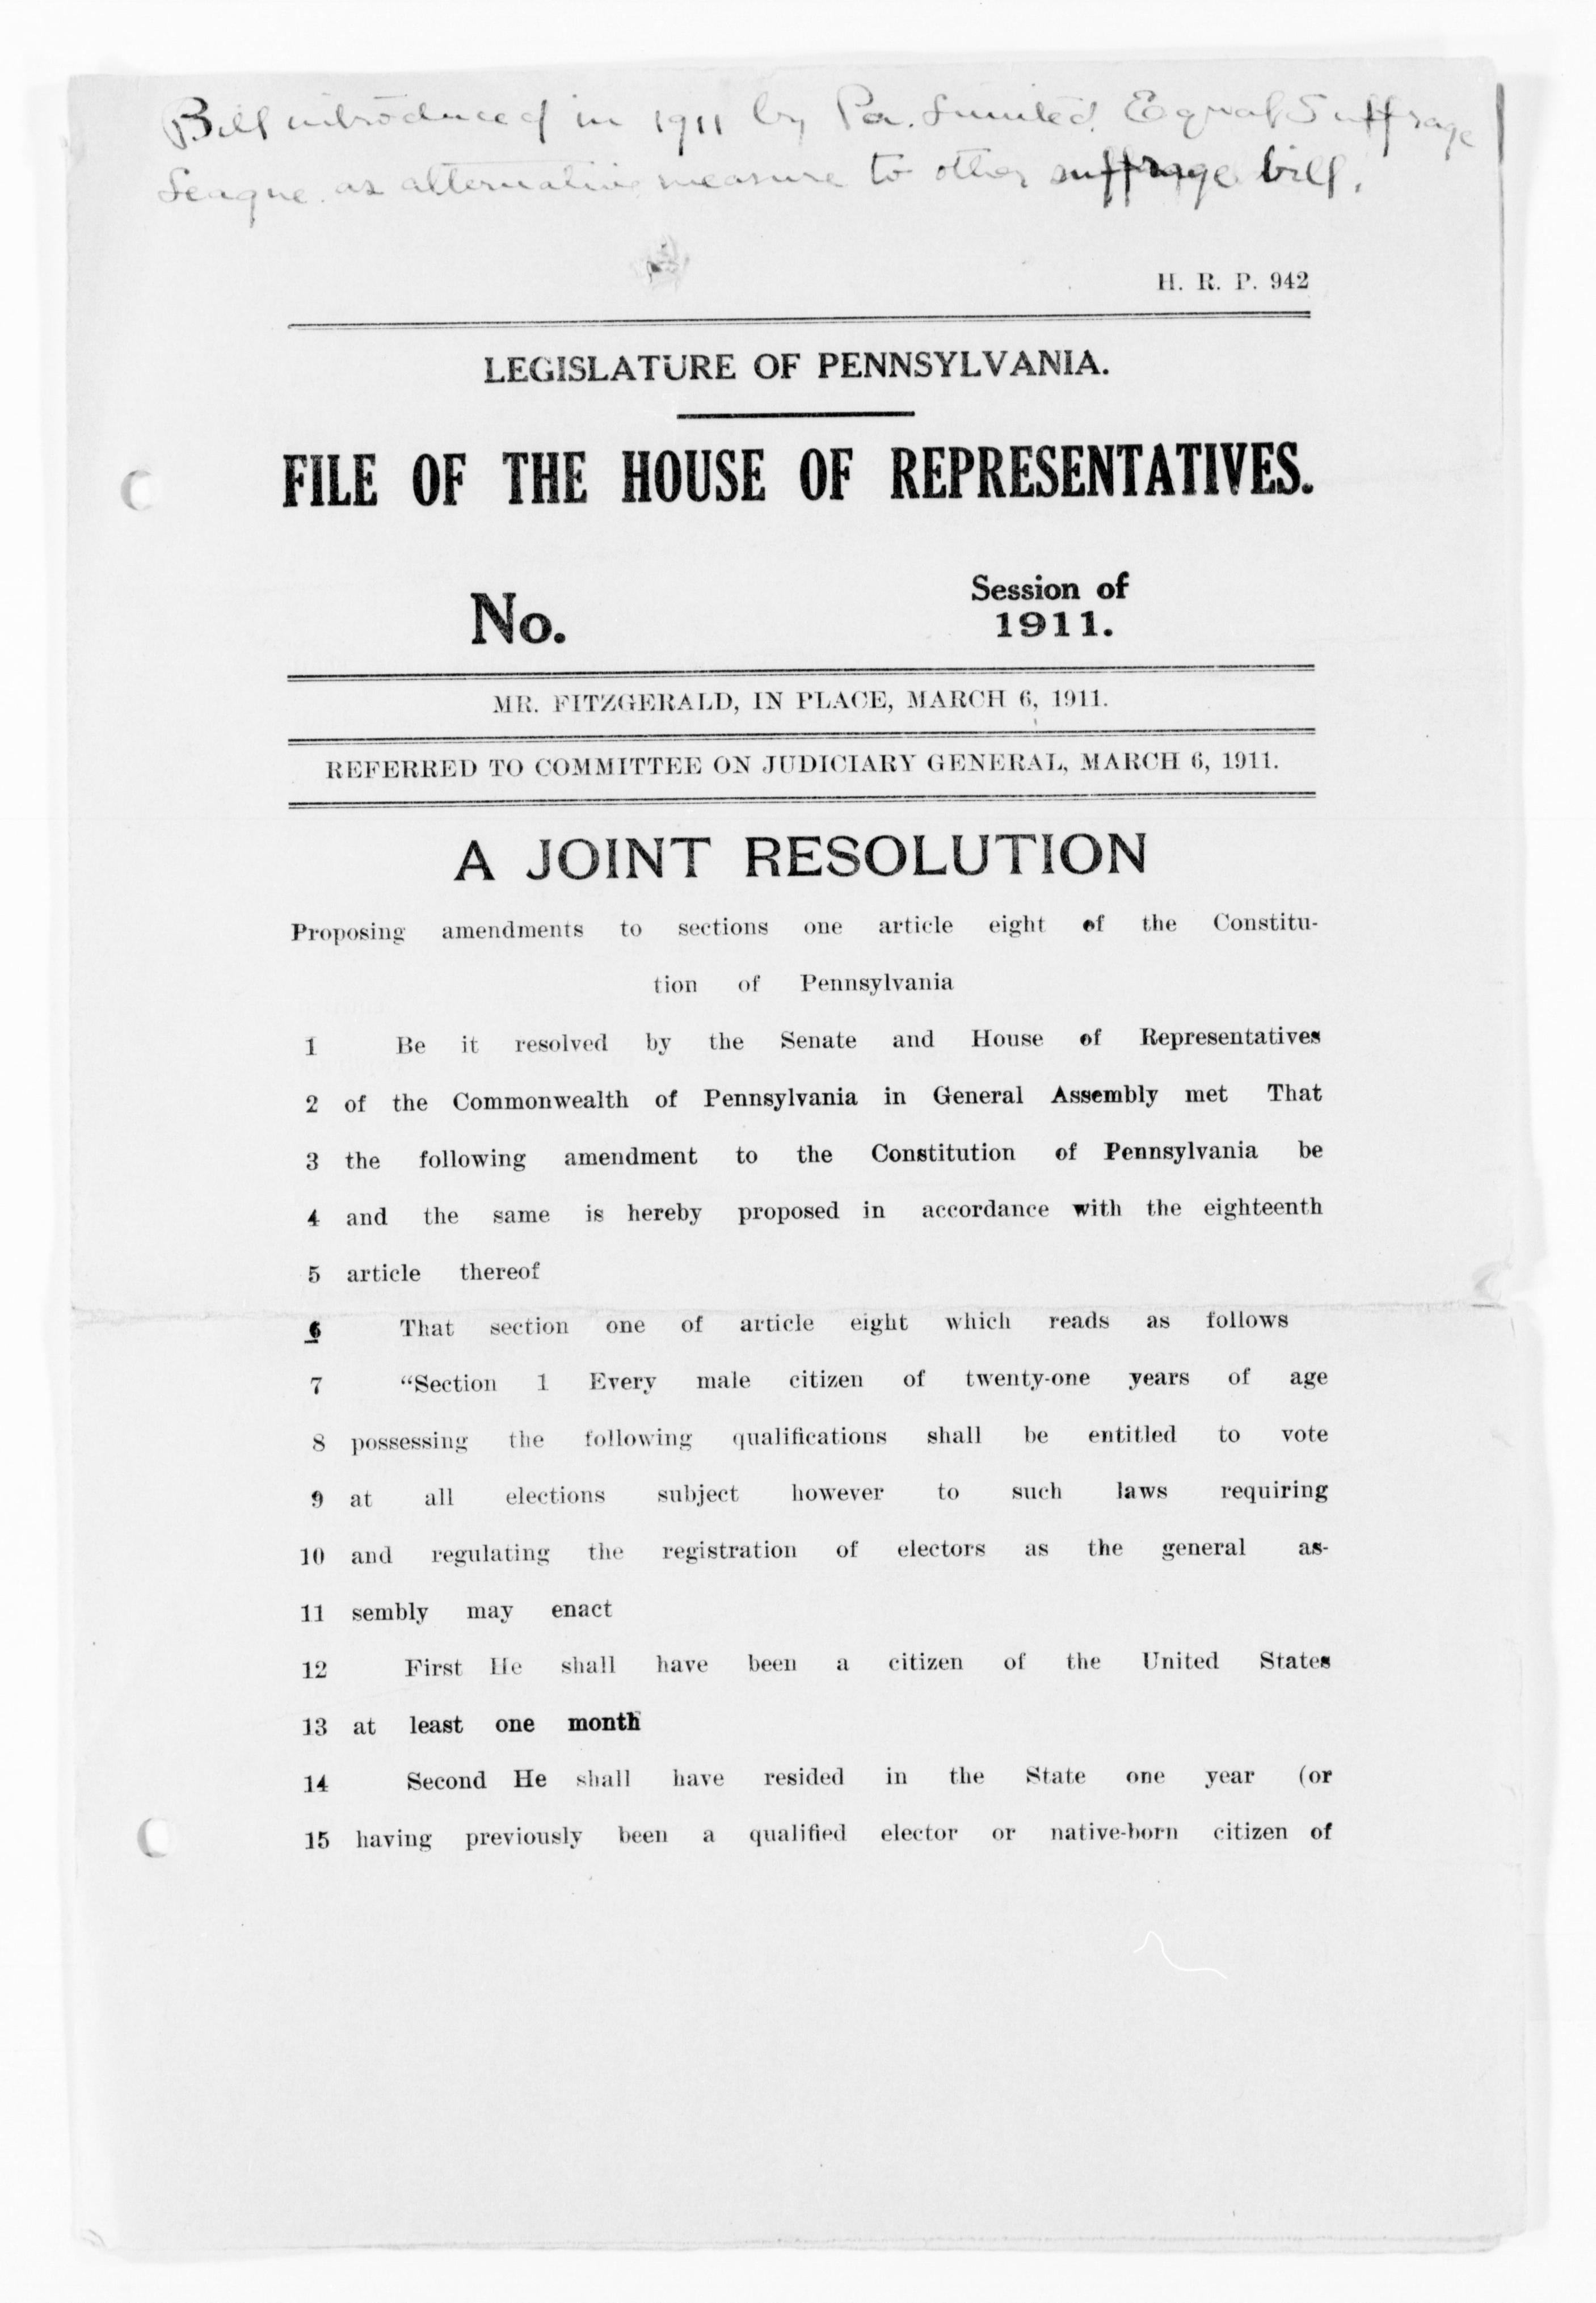 Bill introduced in 1911 by Pa. Limited Equal Suffrage
League as alternative measure to other suffrage bill.
H. R. P. 942
LEGISLATURE OF PENNSYLVANIA.
FILE OF THE HOUSE OF REPRESENTATIVES.
No.
Session of
1911.
MR. FITZGERALD, IN PLACE, MARCH 6, 1911.
REFERRED TO COMMITTEE ON JUDICIARY GENERAL, MARCH 6, 1911.
A JOINT RESOLUTION
Proposing amendments to sections one article eight of the Constitu-
tion of Pennsylvania
1 Be it resolved by the Senate and House of Representatives
2 of the Commonwealth of Pennsylvania in General Assembly met That
3 the following amendment to the Constitution of Pennsylvania be
4 and the same is hereby proposed in accordance with the eighteenth
5 article thereof
6 That section one of article eight which reads as follows
7 “Section 1 Every male citizen of twenty-one years of age
8 possessing the following qualifications shall be entitled to vote
9 at all elections subject however to such laws requiring
10 and regulating the registration of electors as the general as-
11 sembly may enact
12 First He shall have been a citizen of the United States
13 at least one month
14 Second He shall have resided in the State one year (or
15 having previously been a qualified elector or native-born citizen of